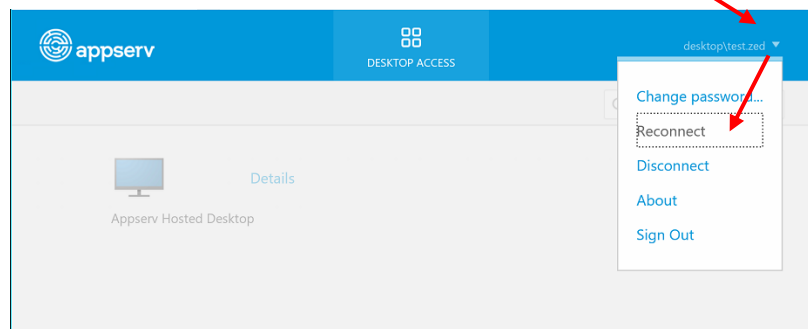 appserv
DESKTOP ACCESS
desktop\test.zed
Change password...
Reconnect
Disconnect
About
Sign Out
Details
Appserv Hosted Desktop